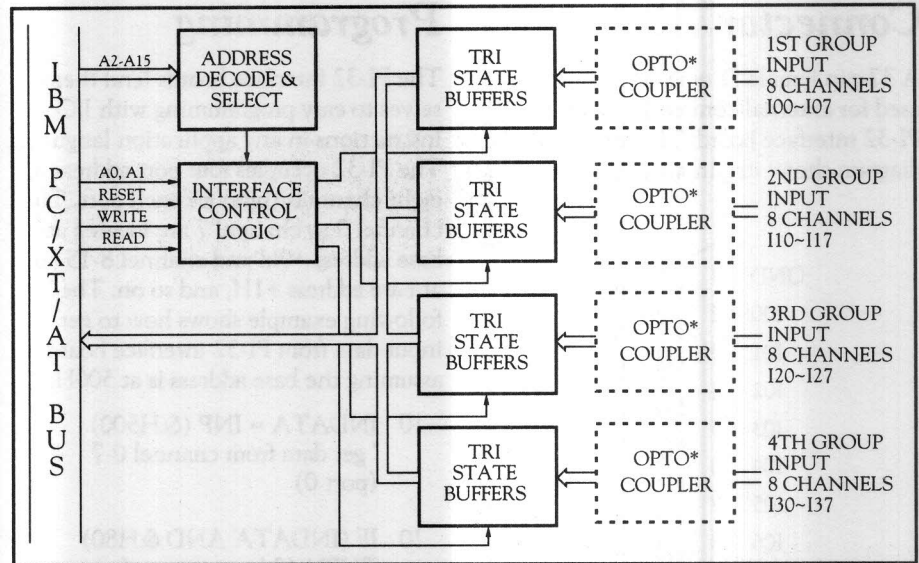 IBM PC/XT/AT BUS
A2-A15
ADDRESS
DECODE &
SELECT
A0, A1
RESET
WRITE
READ
INTERFACE
CONTROL
LOGIC
TRI
STATE
BUFFERS
OPTO*
COUPLER
1ST GROUP
INPUT
8 CHANNELS
I00~I07
TRI
STATE
BUFFERS
OPTO*
COUPLER
2ND GROUP
INPUT
8 CHANNELS
I10~I17
TRI
STATE
BUFFERS
OPTO*
COUPLER
3RD GROUP
INPUT
8 CHANNELS
I20~I27
TRI
STATE
BUFFERS
OPTO*
COUPLER
4TH GROUP
INPUT
8 CHANNELS
I30~I37